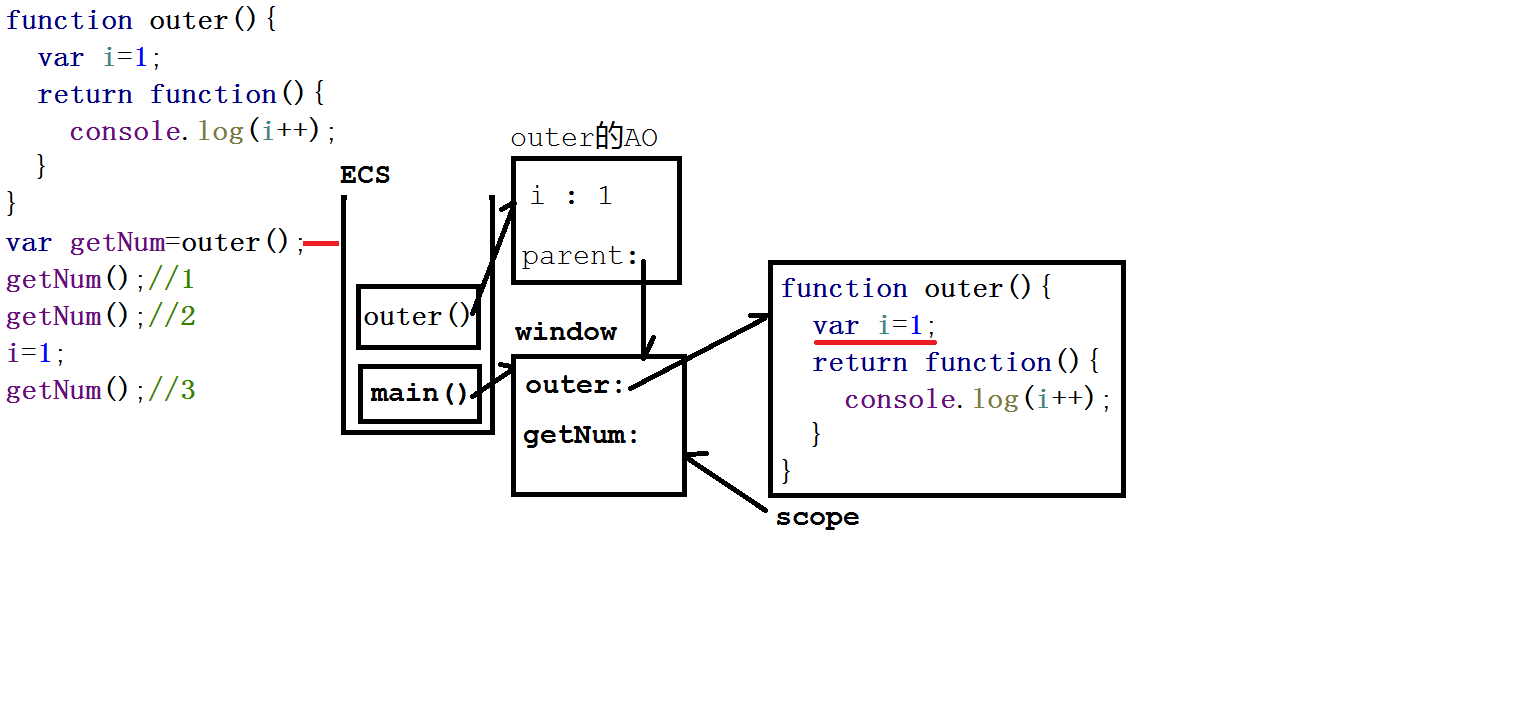 function outer(){
  var i=1;
  return function(){
    console.log(i++);
  }
}
var getNum=outer();
getNum();//1
getNum();//2
i=1;
getNum();//3
ECS
outer()
main()
outer的AO
i : 1
parent:
window
outer:
getNum:
function outer(){
  var i=1;
  return function(){
    console.log(i++);
  }
}
scope